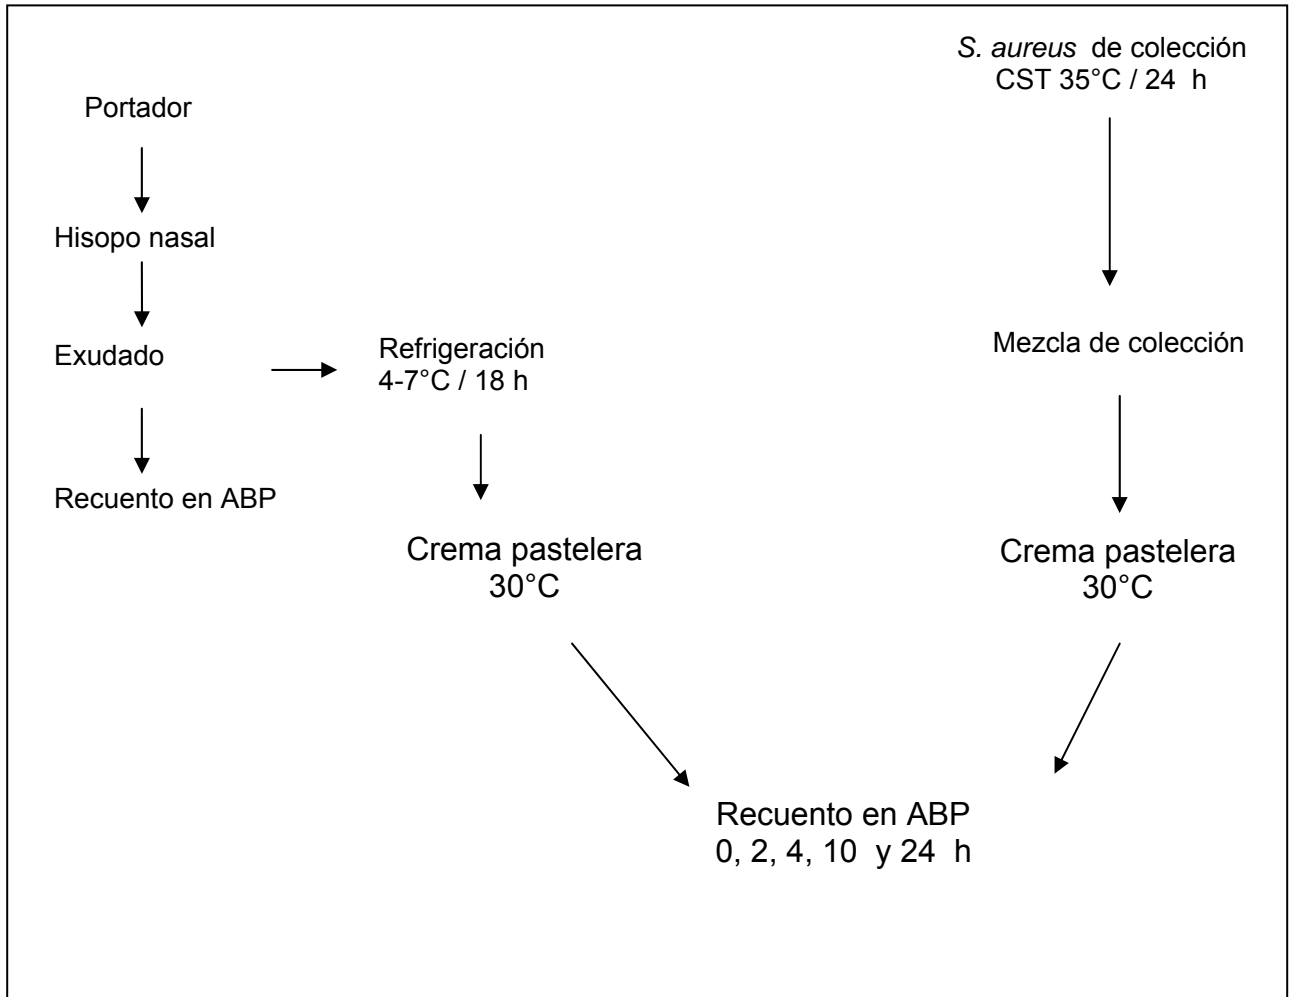 S. aureus de colección
CST 35°C / 24 h
Portador
Hisopo nasal
Exudado
Refrigeración
4-7°C / 18 h
Mezcla de colección
Recuento en ABP
Crema pastelera
30°C
Crema pastelera
30°C
Recuento en ABP
0, 2, 4, 10 y 24 h